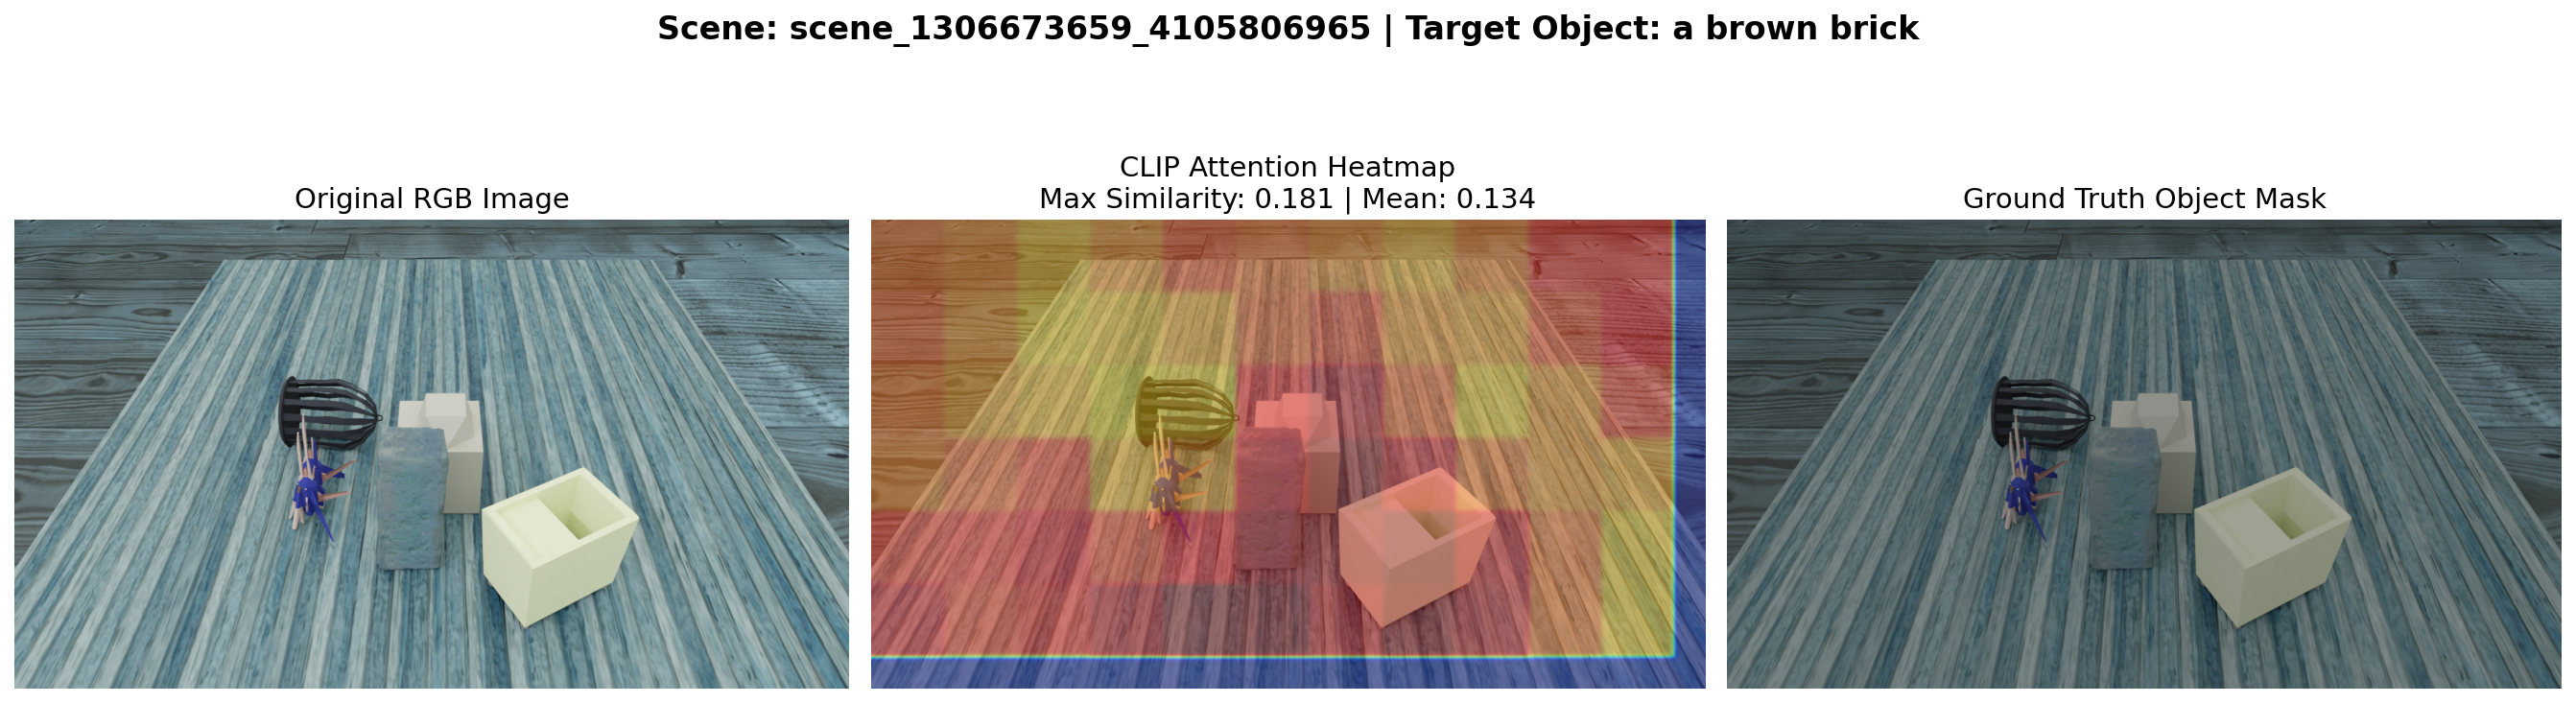 Scene: scene_1306673659_4105806965 | Target Object: a brown brick
Original RGB Image
CLIP Attention Heatmap
Max Similarity: 0.181 | Mean: 0.134
Ground Truth Object Mask